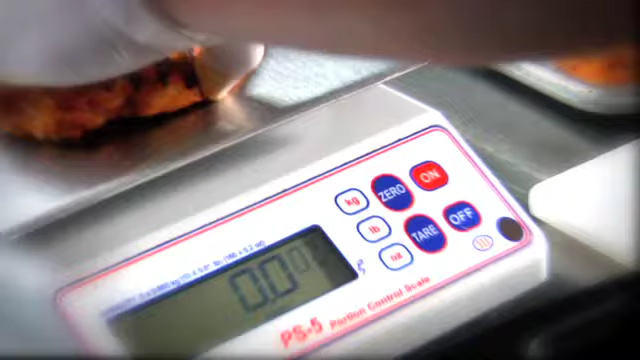 kg
ZERO
ON
lb
TARE
OFF
oz
0.0
PS-5 Portion Control Scale